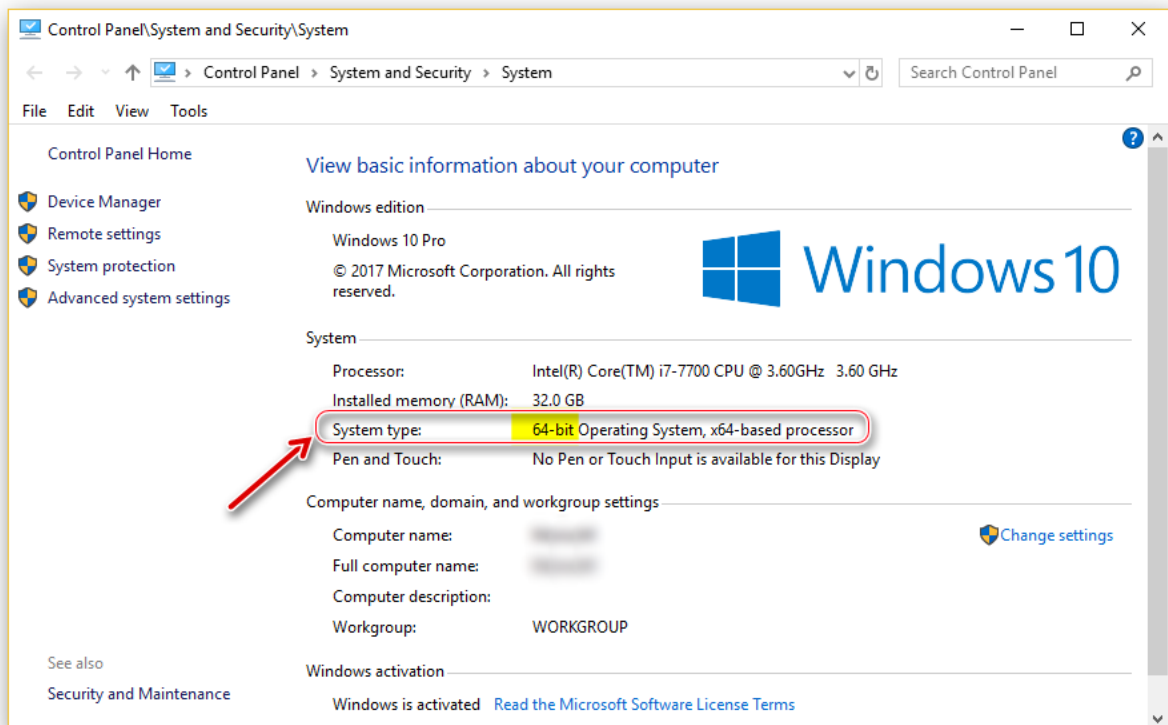 Control Panel\System and Security\System
Control Panel > System and Security > System
Search Control Panel
File Edit View Tools
Control Panel Home
Device Manager
Remote settings
System protection
Advanced system settings
?
View basic information about your computer
Windows edition
Windows 10 Pro
© 2017 Microsoft Corporation. All rights
reserved.
Windows 10
System
Processor: Intel(R) Core(TM) i7-7700 CPU @ 3.60GHz 3.60 GHz
Installed memory (RAM): 32.0 GB
System type: 64-bit Operating System, x64-based processor
Pen and Touch: No Pen or Touch Input is available for this Display
Computer name, domain, and workgroup settings
Computer name:
Change settings
Full computer name:
Computer description:
Workgroup: WORKGROUP
Windows activation
Windows is activated Read the Microsoft Software License Terms
See also
Security and Maintenance